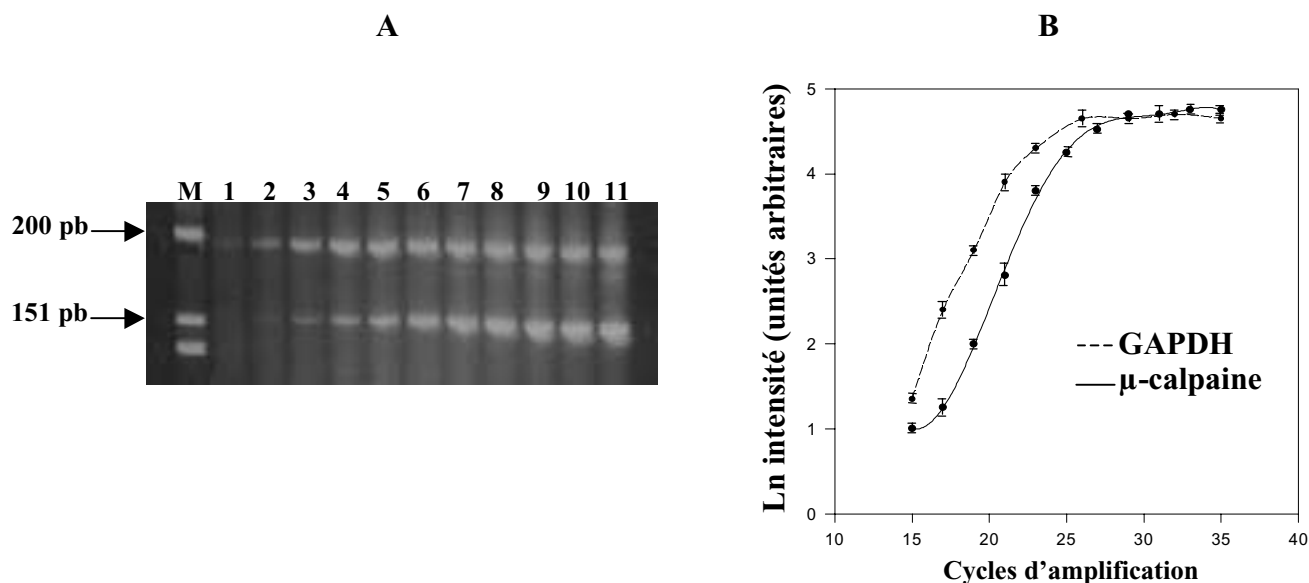 A
M 1 2 3 4 5 6 7 8 9 10 11
200 pb
151 pb
B
Ln intensité (unités arbitraires)
5
4
3
2
1
0
GAPDH
µ-calpaine
10 15 20 25 30 35 40
Cycles d’amplification